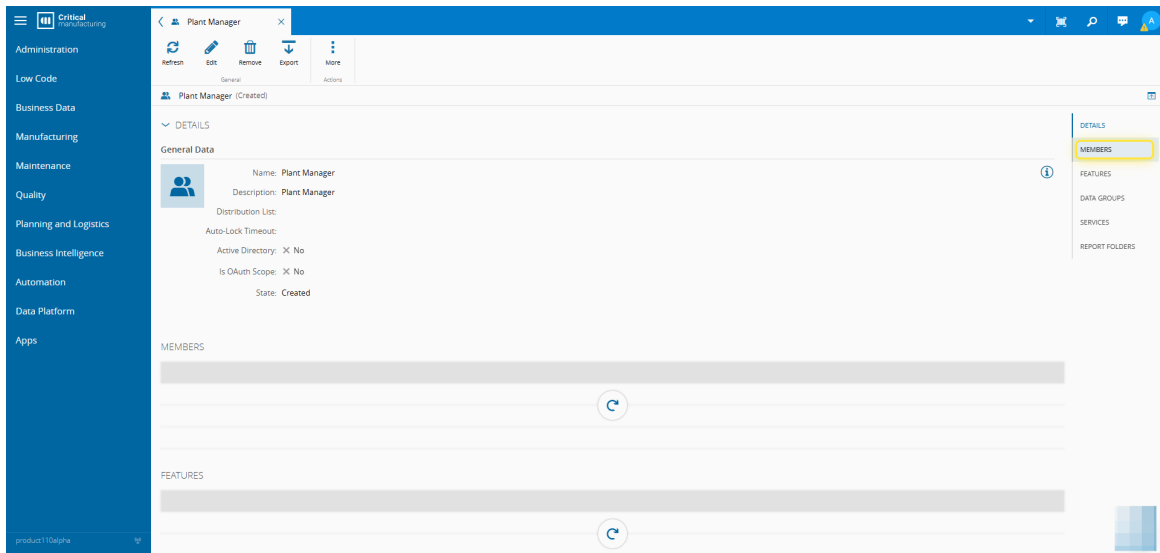 Critical
manufacturing
Plant Manager
A
Administration
Low Code
Business Data
Manufacturing
Maintenance
Quality
Planning and Logistics
Business Intelligence
Automation
Data Platform
Apps
product110alpha
Refresh Edit Remove Export More
General Actions
Plant Manager (Created)
DETAILS
General Data
Name: Plant Manager
Description: Plant Manager
Distribution List:
Auto-Lock Timeout:
Active Directory: No
Is OAuth Scope: No
State: Created
MEMBERS
FEATURES
DETAILS
MEMBERS
FEATURES
DATA GROUPS
SERVICES
REPORT FOLDERS